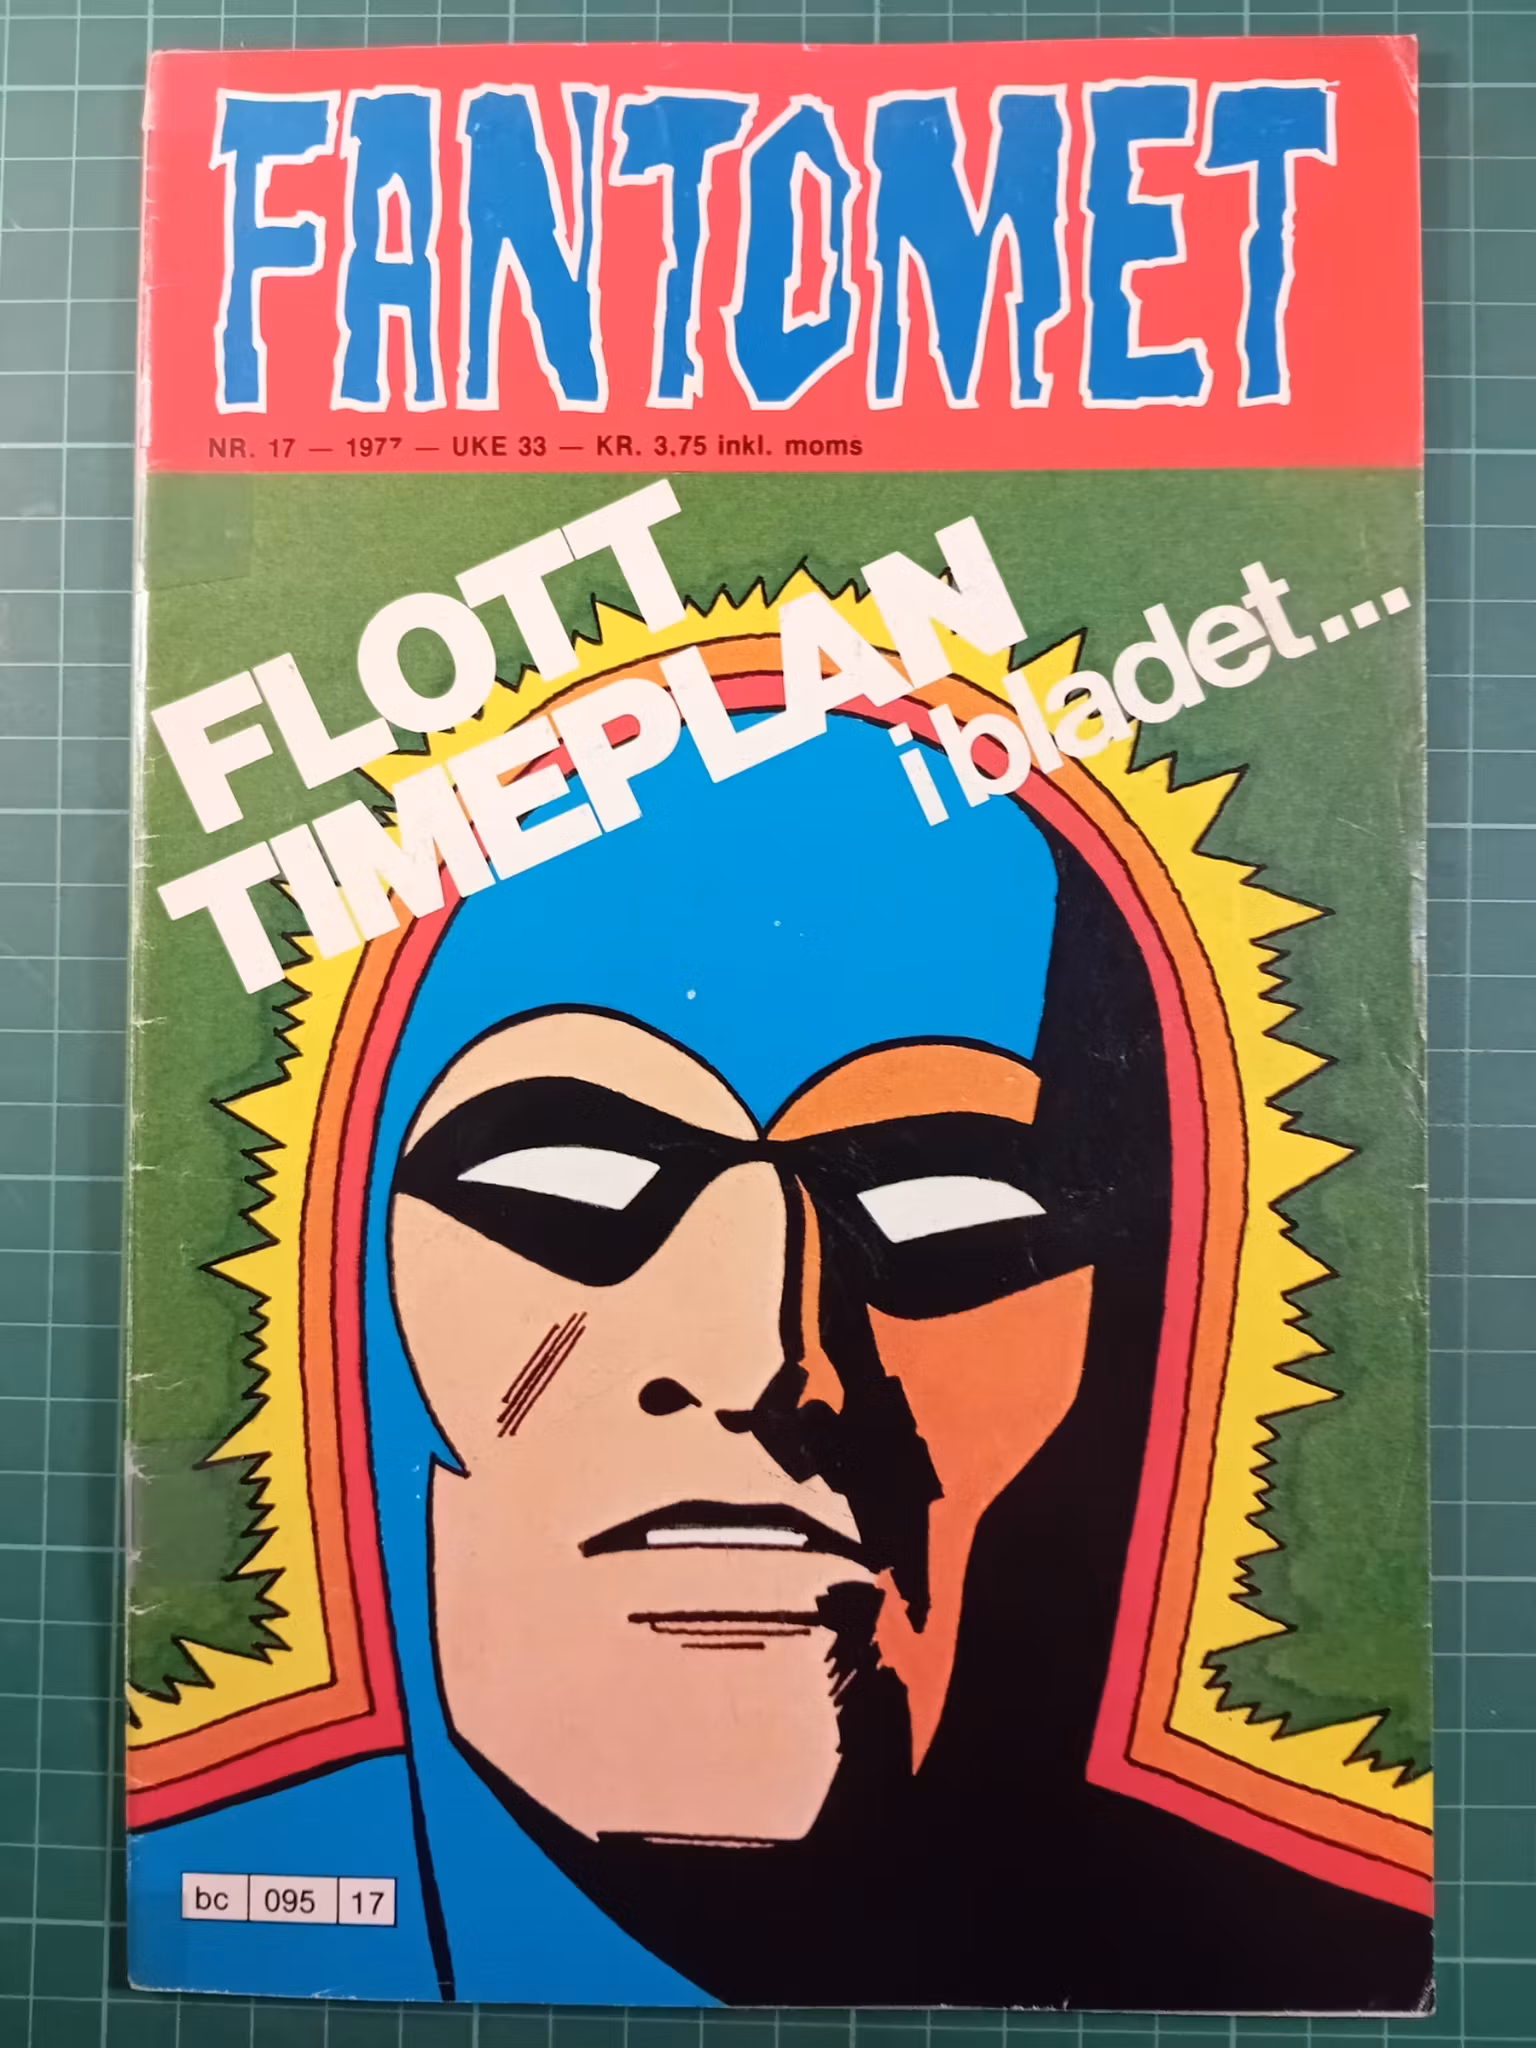 FANTOMET
NR. 17 — 1977 — UKE 33 — KR. 3,75 inkl. moms
FLOTT
TIMEPLAN
i bladet...
bc 095 17